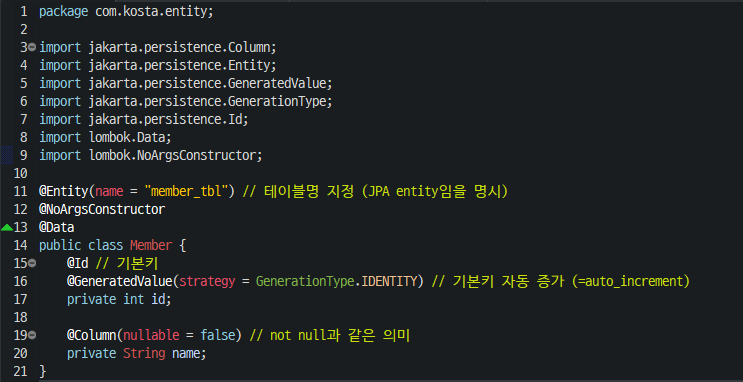 1 package com.kosta.entity;
2
3 import jakarta.persistence.Column;
4 import jakarta.persistence.Entity;
5 import jakarta.persistence.GeneratedValue;
6 import jakarta.persistence.GenerationType;
7 import jakarta.persistence.Id;
8 import lombok.Data;
9 import lombok.NoArgsConstructor;
10
11 @Entity(name = "member_tbl") // 테이블명 지정 (JPA entity임을 명시)
12 @NoArgsConstructor
13 @Data
14 public class Member {
15     @Id // 기본키
16     @GeneratedValue(strategy = GenerationType.IDENTITY) // 기본키 자동 증가 (=auto_increment)
17     private int id;
18
19     @Column(nullable = false) // not null과 같은 의미
20     private String name;
21 }